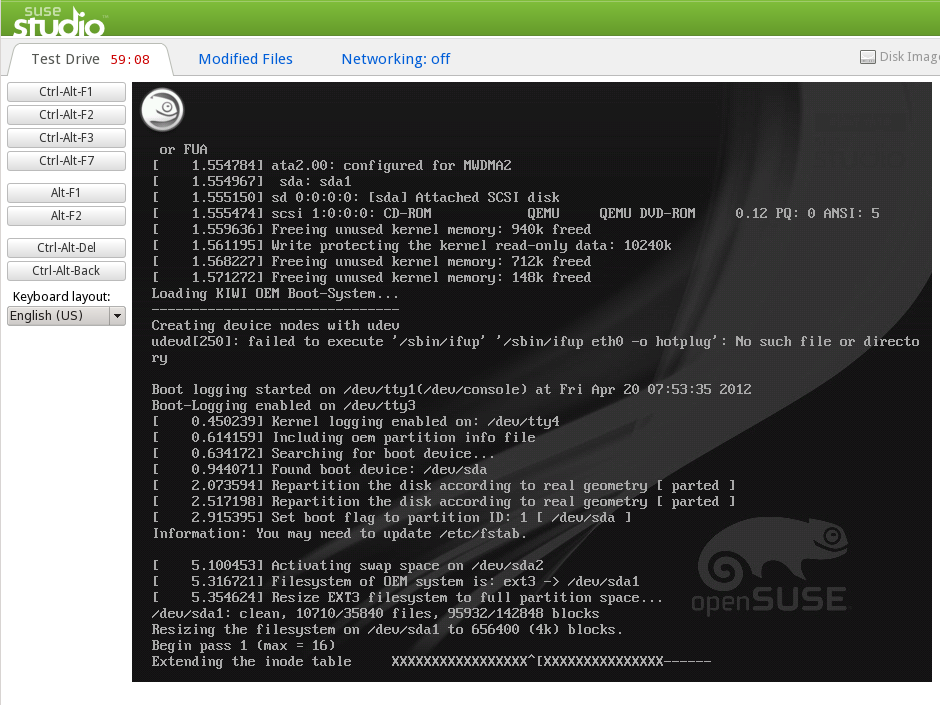 suse
studio
Test Drive 59:08 Modified Files Networking: off Disk Imag
Ctrl-Alt-F1
Ctrl-Alt-F2
Ctrl-Alt-F3
Ctrl-Alt-F7
Alt-F1
Alt-F2
Ctrl-Alt-Del
Ctrl-Alt-Back
Keyboard layout:
English (US)
or FUA
[    1.554784] ata2.00: configured for MWDMA2
[    1.554967]  sda: sda1
[    1.555150] sd 0:0:0:0: [sda] Attached SCSI disk
[    1.555474] scsi 1:0:0:0: CD-ROM            QEMU     QEMU DVD-ROM     0.12 PQ: 0 ANSI: 5
[    1.559636] Freeing unused kernel memory: 940k freed
[    1.561195] Write protecting the kernel read-only data: 10240k
[    1.568227] Freeing unused kernel memory: 712k freed
[    1.571272] Freeing unused kernel memory: 148k freed
Loading KIWI OEM Boot-System...
-------------------------------
Creating device nodes with udev
udevd[250]: failed to execute '/sbin/ifup' '/sbin/ifup eth0 -o hotplug': No such file or directo
ry
Boot logging started on /dev/tty1(/dev/console) at Fri Apr 20 07:53:35 2012
Boot-Logging enabled on /dev/tty3
[    0.450239] Kernel logging enabled on: /dev/tty4
[    0.614159] Including oem partition info file
[    0.634172] Searching for boot device...
[    0.944071] Found boot device: /dev/sda
[    2.073594] Repartition the disk according to real geometry [ parted ]
[    2.517198] Repartition the disk according to real geometry [ parted ]
[    2.915395] Set boot flag to partition ID: 1 [ /dev/sda ]
Information: You may need to update /etc/fstab.
[    5.100453] Activating swap space on /dev/sda2
[    5.316721] Filesystem of OEM system is: ext3 -> /dev/sda1
[    5.354624] Resize EXT3 filesystem to full partition space...
/dev/sda1: clean, 10710/35840 files, 95932/142848 blocks
Resizing the filesystem on /dev/sda1 to 656400 (4k) blocks.
Begin pass 1 (max = 16)
Extending the inode table     XXXXXXXXXXXXXXXXX^[XXXXXXXXXXXXXXX------
openSUSE